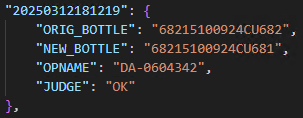 "20250312181219": {
"ORIG_BOTTLE": "68215100924CU682",
"NEW_BOTTLE": "68215100924CU681",
"OPNAME": "DA-0604342",
"JUDGE": "OK"
},